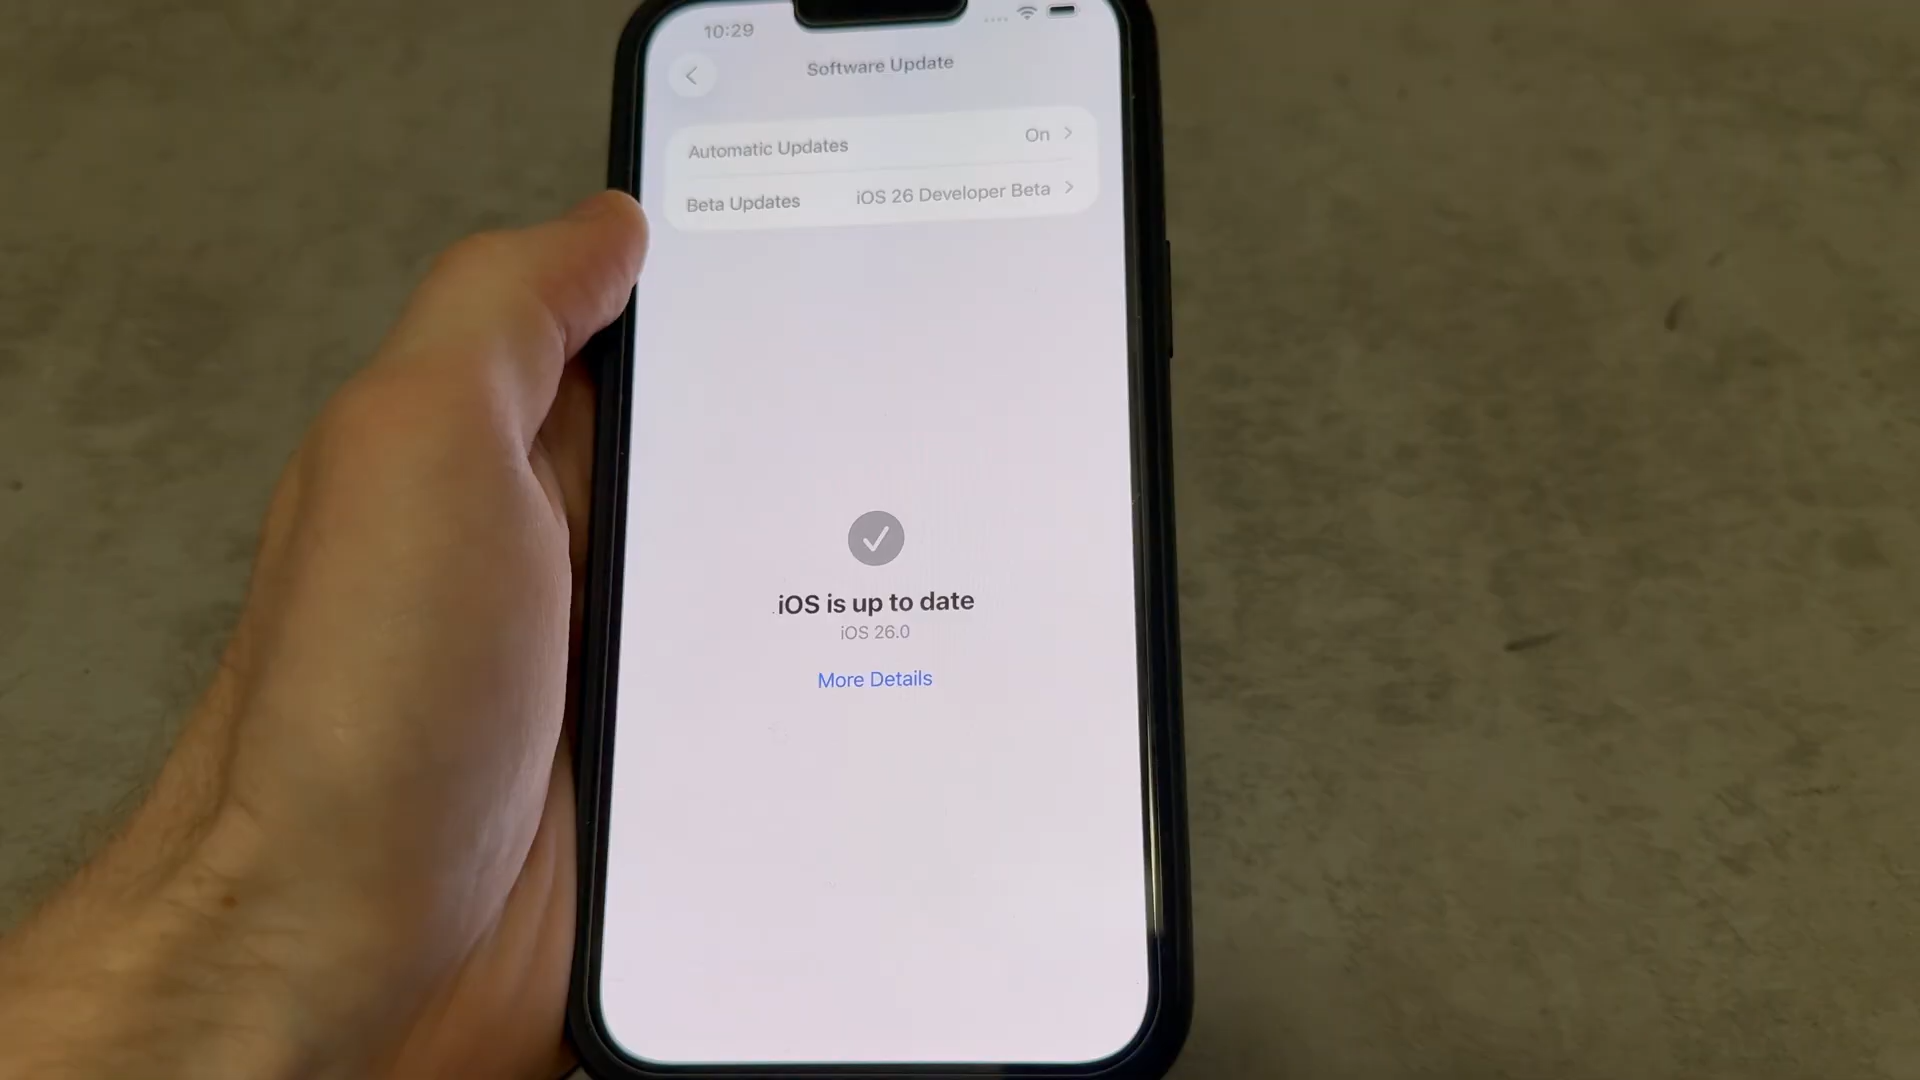 10:29
Software Update
Automatic Updates On
Beta Updates iOS 26 Developer Beta
iOS is up to date
iOS 26.0
More Details